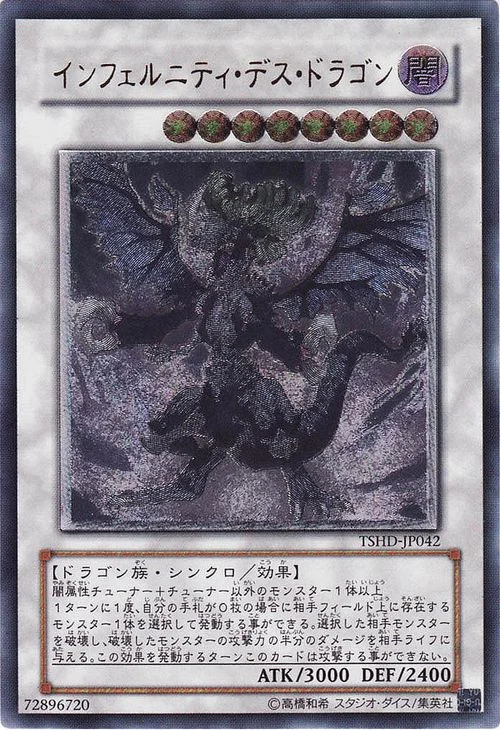 インフェルニティ・デス・ドラゴン
闇
TSHD-JP042
【ドラゴン族・シンクロ/効果】
闇属性チューナー+チューナー以外のモンスター1体以上
1ターンに1度、自分の手札が0枚の場合に相手フィールド上に存在する
モンスター1体を選択して発動する事ができる。選択した相手モンスター
を破壊し、破壊したモンスターの攻撃力の半分のダメージを相手ライフに
与える。この効果を発動するターンこのカードは攻撃する事ができない。
ATK/3000 DEF/2400
72896720
©高橋和希 スタジオ・ダイス/集英社